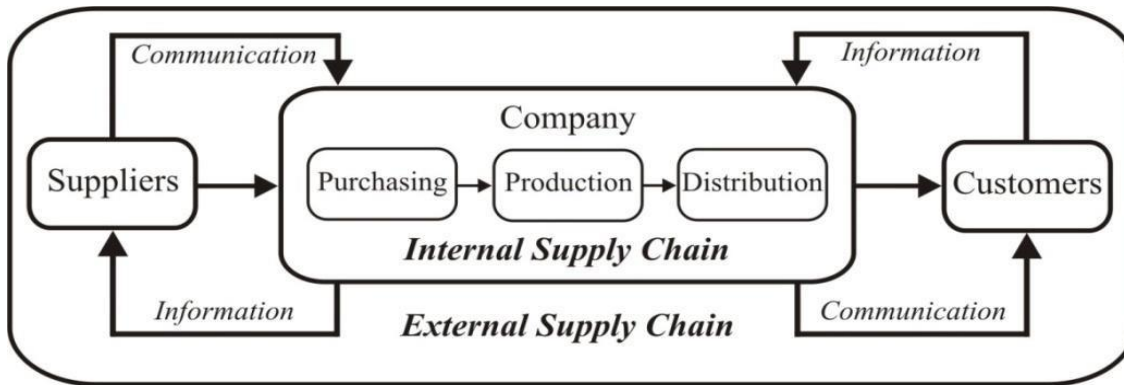 Communication
Information
Company
Suppliers
Purchasing
Production
Distribution
Customers
Internal Supply Chain
Information
External Supply Chain
Communication